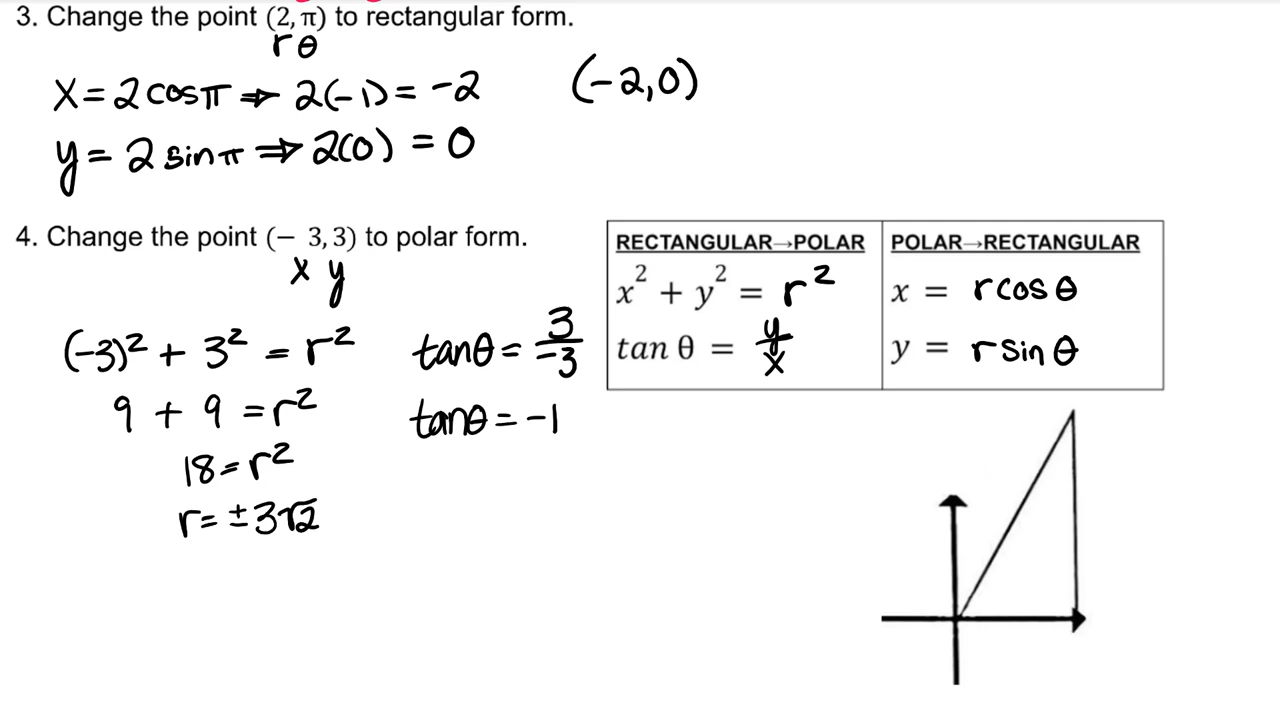 3. Change the point (2, π) to rectangular form.
r θ
x = 2 cos π ⇒ 2(-1) = -2
(-2,0)
y = 2 sin π ⇒ 2(0) = 0
4. Change the point (− 3, 3) to polar form.
x y
(-3)² + 3² = r²
9 + 9 = r²
18 = r²
r = ±3√2
tanθ = 3/-3
tanθ = -1
RECTANGULAR→POLAR
x² + y² = r²
tan θ = y/x
POLAR→RECTANGULAR
x = r cos θ
y = r sin θ